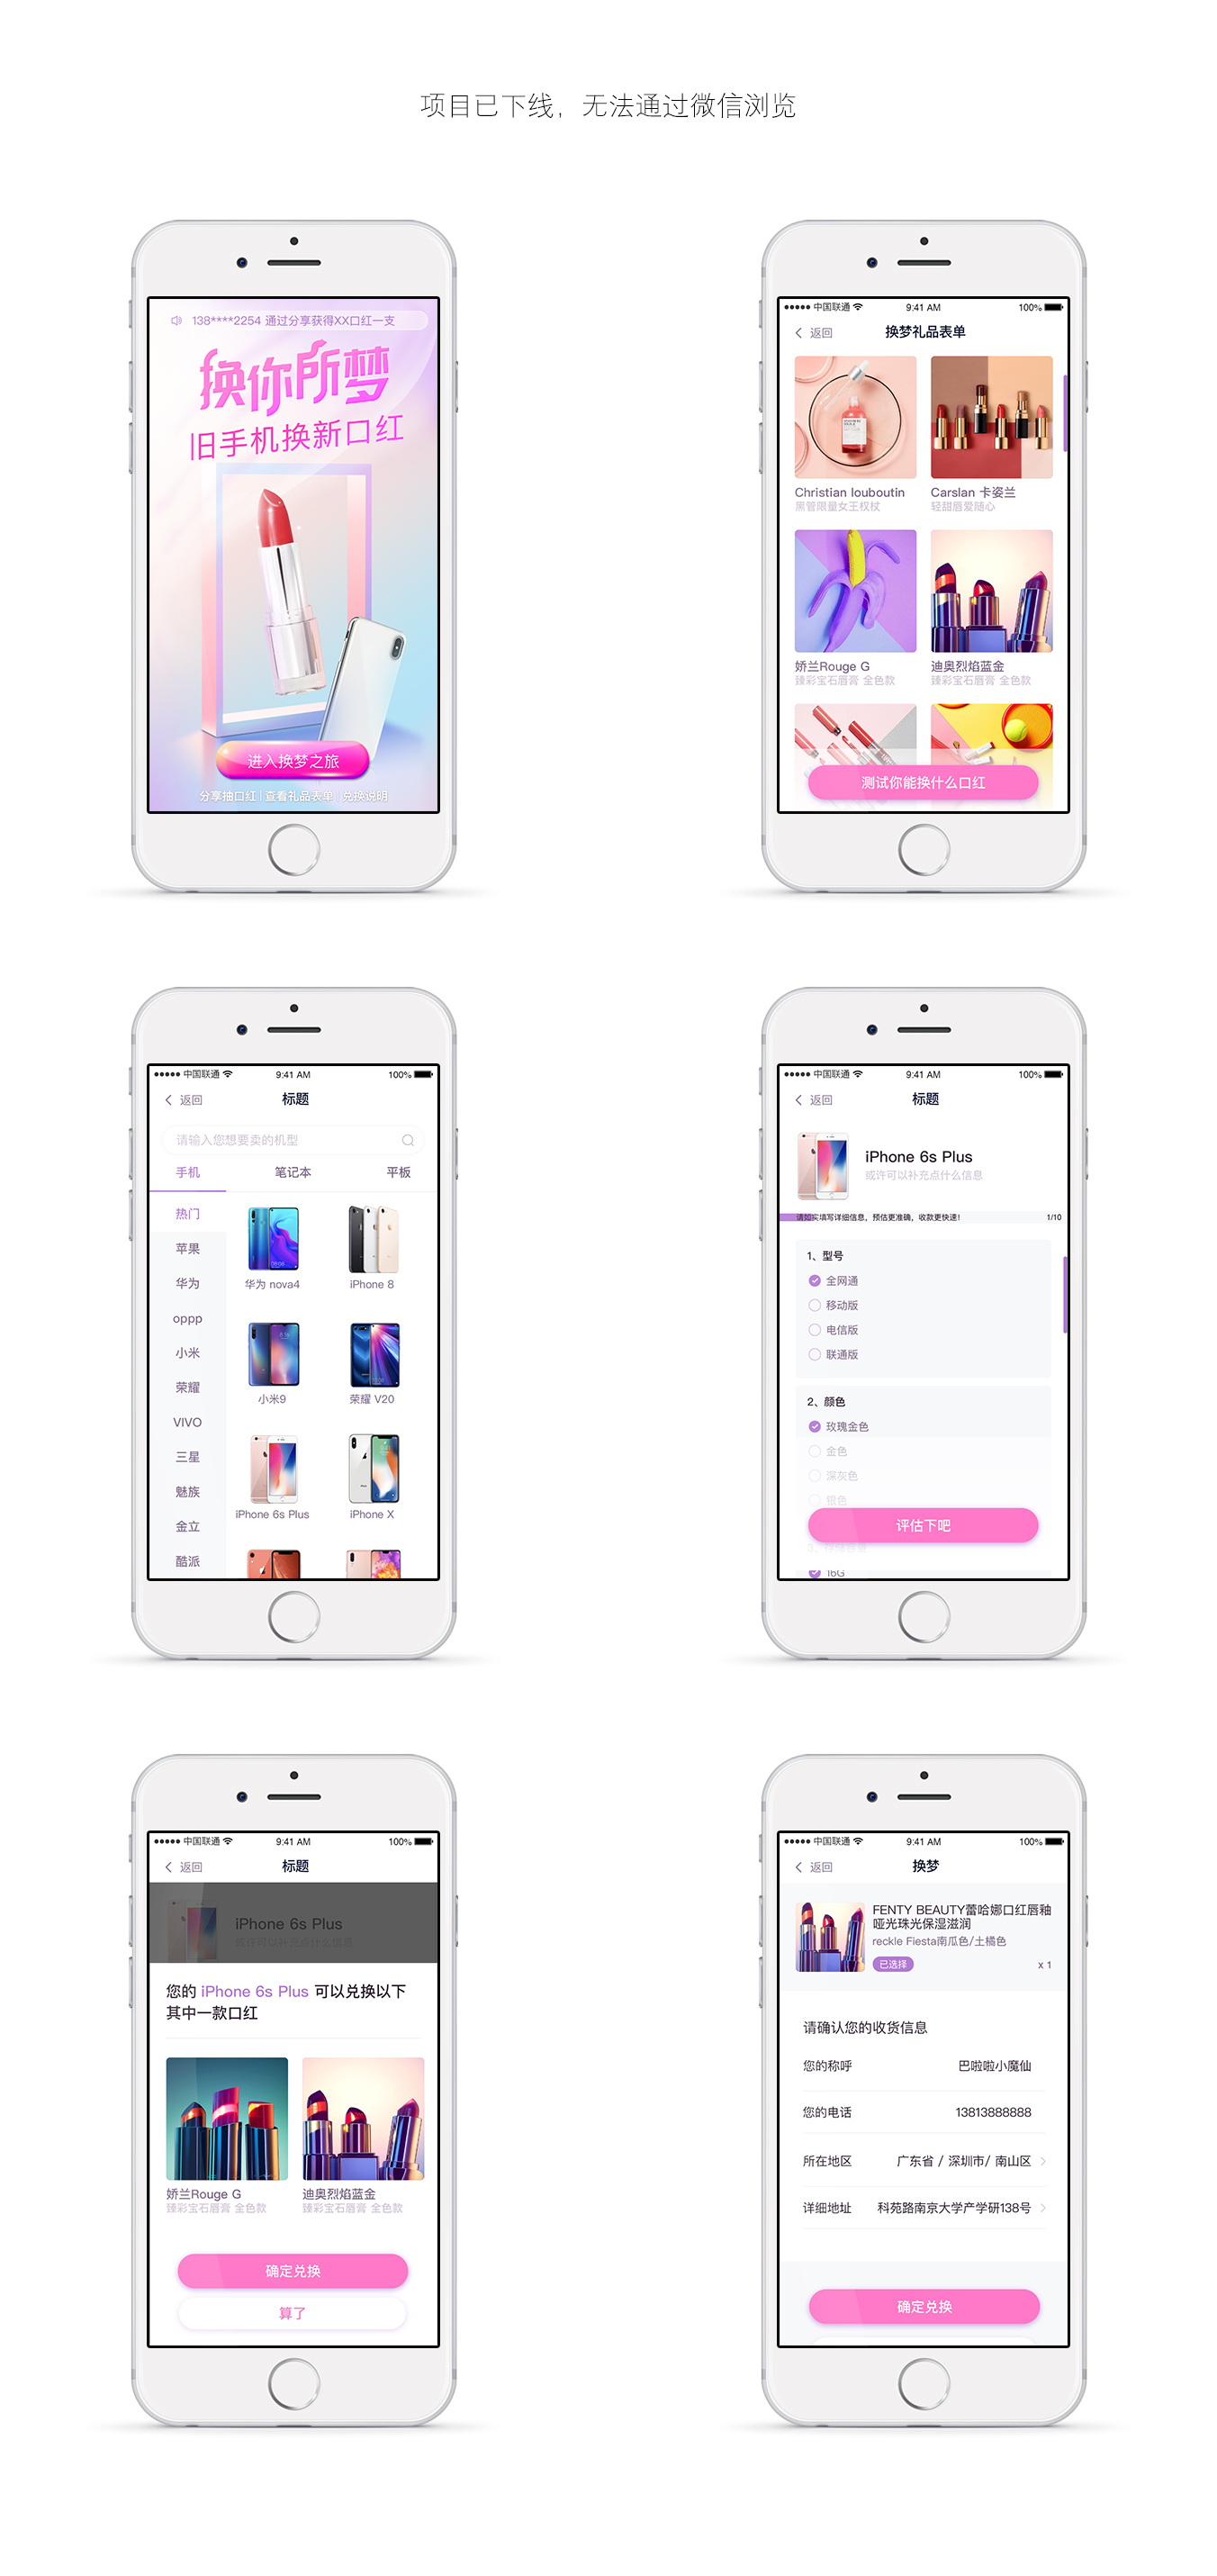 项目已下线，无法通过微信浏览
138****2254 通过分享获得XX口红一支
换你所梦
旧手机换新口红
进入换梦之旅
分享抽口红 | 查看礼品表单 | 兑换说明
中国联通 9:41 AM 100%
返回 换梦礼品表单
Christian louboutin Carslan 卡姿兰
黑管限量女王权杖 轻甜唇爱随心
娇兰Rouge G 迪奥烈焰蓝金
臻彩宝石唇膏 全色款 臻彩宝石唇膏 全色款
测试你能换什么口红
中国联通 9:41 AM 100%
返回 标题
请输入您想要卖的机型
手机 笔记本 平板
热门
苹果
华为 华为 nova4 iPhone 8
oppp
小米
荣耀 小米9 荣耀 V20
VIVO
三星
魅族 iPhone 6s Plus iPhone X
金立
酷派
中国联通 9:41 AM 100%
返回 标题
iPhone 6s Plus
或许可以补充点什么信息
请如实填写详细信息，预估更准确，收款更快速！ 1/10
1、型号
全网通
移动版
电信版
联通版
2、颜色
玫瑰金色
金色
深灰色
银色
评估下吧
16G
中国联通 9:41 AM 100%
返回 标题
iPhone 6s Plus
或许可以补充点什么信息
您的 iPhone 6s Plus 可以兑换以下
其中一款口红
娇兰Rouge G 迪奥烈焰蓝金
臻彩宝石唇膏 全色款 臻彩宝石唇膏 全色款
确定兑换
算了
中国联通 9:41 AM 100%
返回 换梦
FENTY BEAUTY蕾哈娜口红唇釉
哑光珠光保湿滋润
reckle Fiesta南瓜色/土橘色
已选择 x 1
请确认您的收货信息
您的称呼 巴啦啦小魔仙
您的电话 13813888888
所在地区 广东省 / 深圳市/ 南山区
详细地址 科苑路南京大学产学研138号
确定兑换